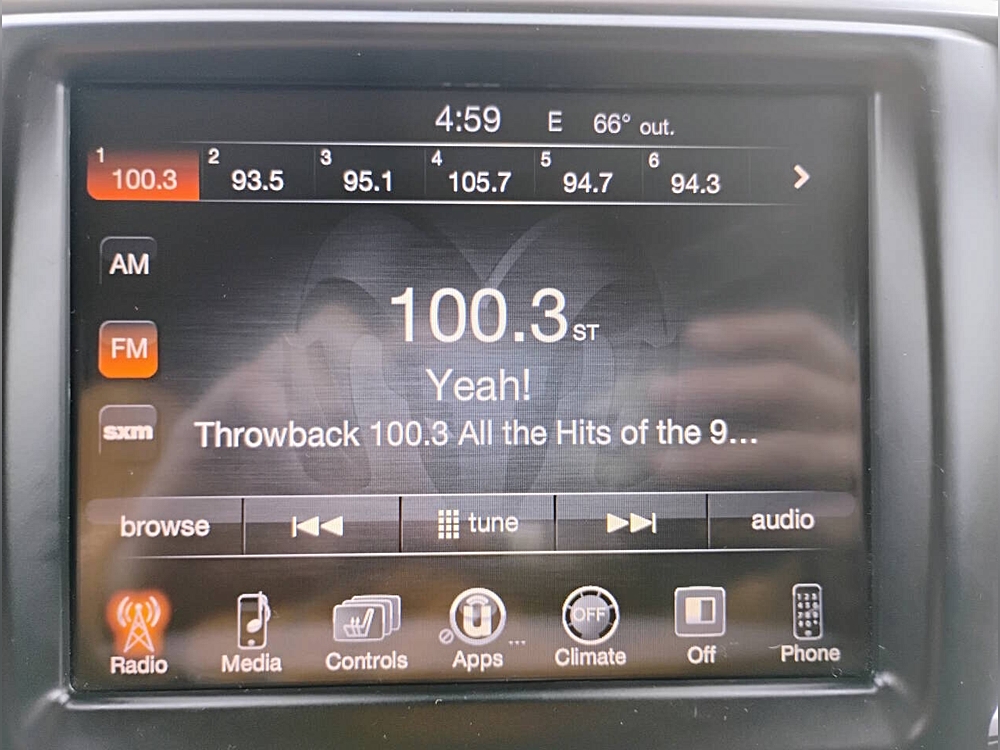 4:59 E 66° out.
1 100.3 2 93.5 3 95.1 4 105.7 5 94.7 6 94.3
AM
100.3 ST
FM
Yeah!
sxm
Throwback 100.3 All the Hits of the 9...
browse tune audio
OFF
Radio Media Controls Apps Climate Off Phone